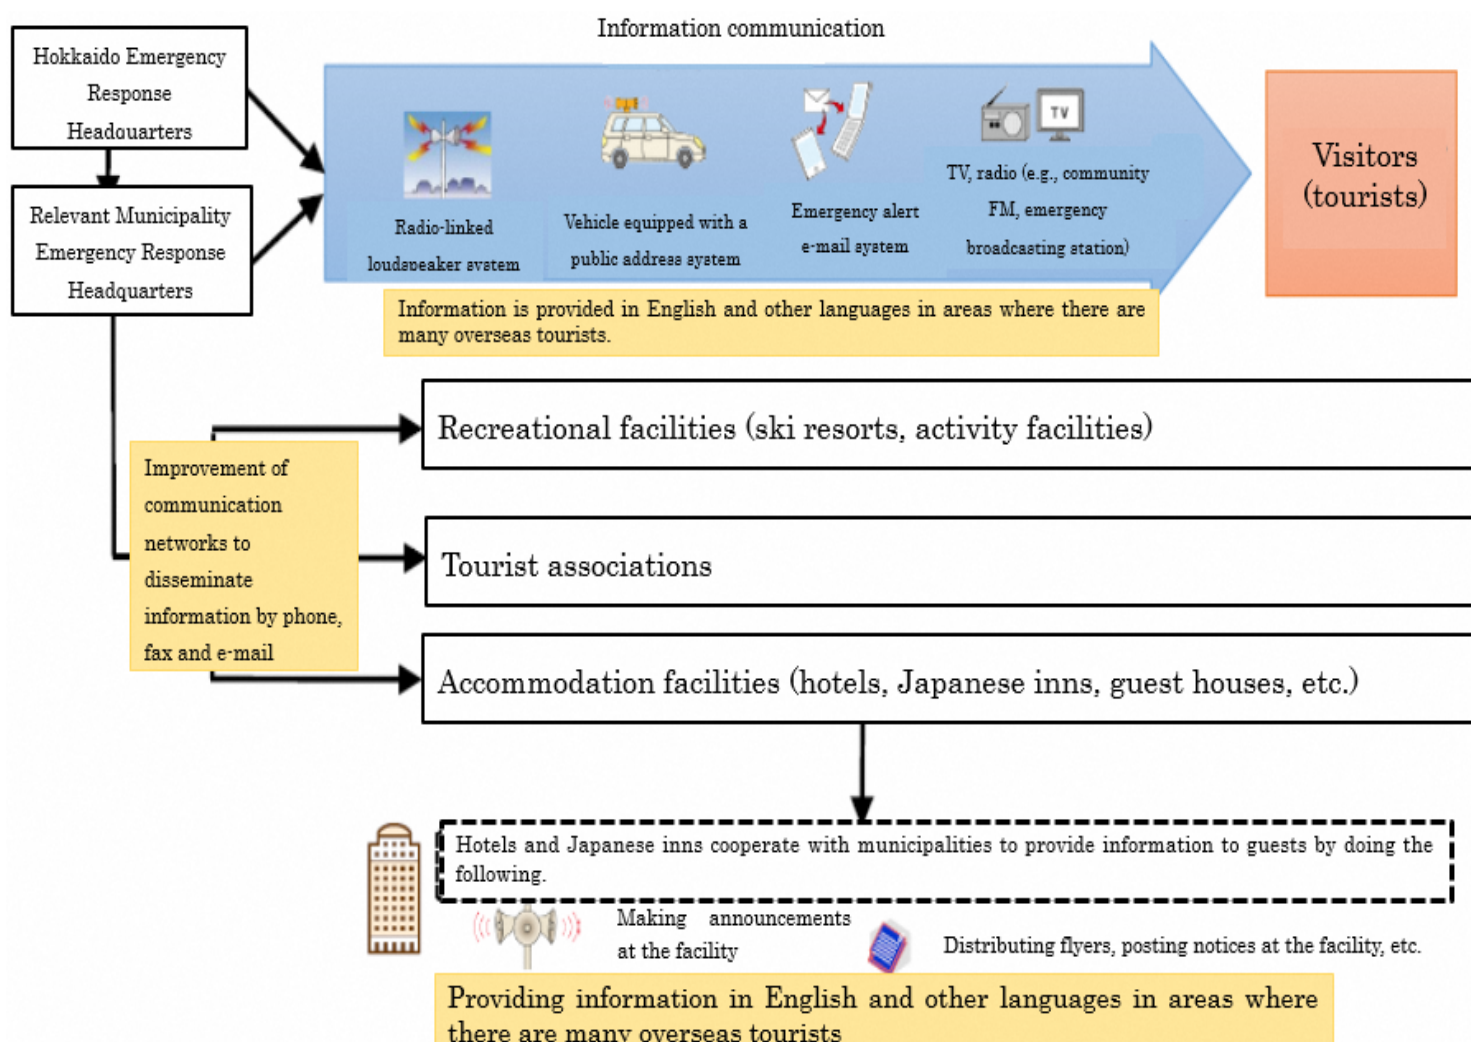 Information communication
Hokkaido Emergency
Response
Headquarters
Relevant Municipality
Emergency Response
Headquarters
Radio-linked
loudspeaker system
Vehicle equipped with a
public address system
Emergency alert
e-mail system
TV
TV, radio (e.g., community
FM, emergency
broadcasting station)
Visitors
(tourists)
Information is provided in English and other languages in areas where there are
many overseas tourists.
Improvement of
communication
networks to
disseminate
information by phone,
fax and e-mail
Recreational facilities (ski resorts, activity facilities)
Tourist associations
Accommodation facilities (hotels, Japanese inns, guest houses, etc.)
Hotels and Japanese inns cooperate with municipalities to provide information to guests by doing the
following.
Making announcements
at the facility
Distributing flyers, posting notices at the facility, etc.
Providing information in English and other languages in areas where
there are many overseas tourists